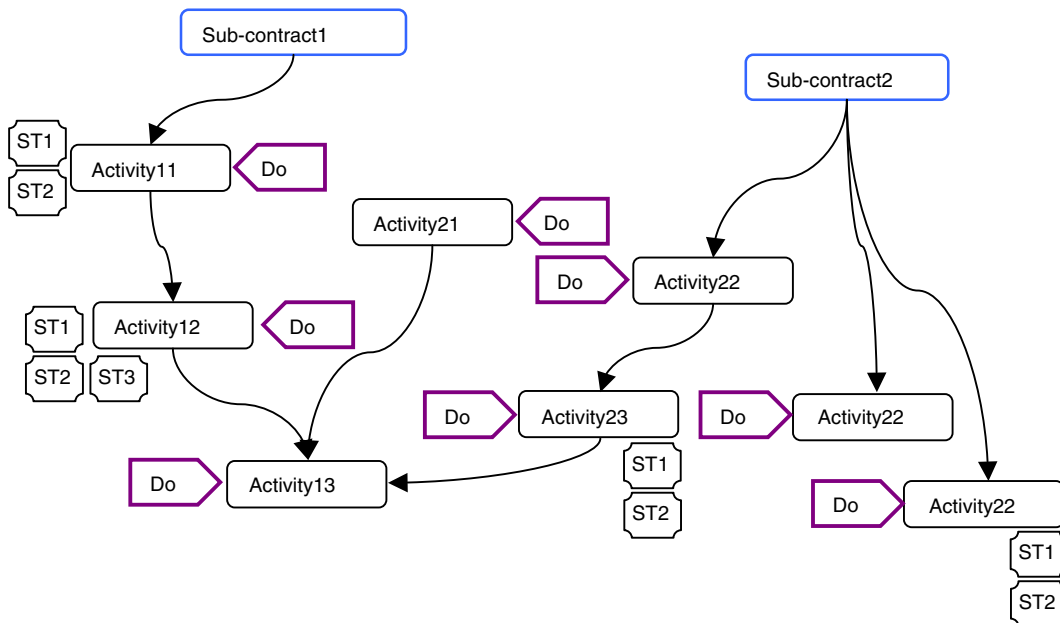 Sub-contract1
Sub-contract2
ST1
Activity11
Do
ST2
Activity21
Do
Do
Activity22
ST1
Activity12
Do
ST2
ST3
Do
Activity23
Do
Activity22
ST1
Do
Activity13
Do
Activity22
ST2
ST1
ST2